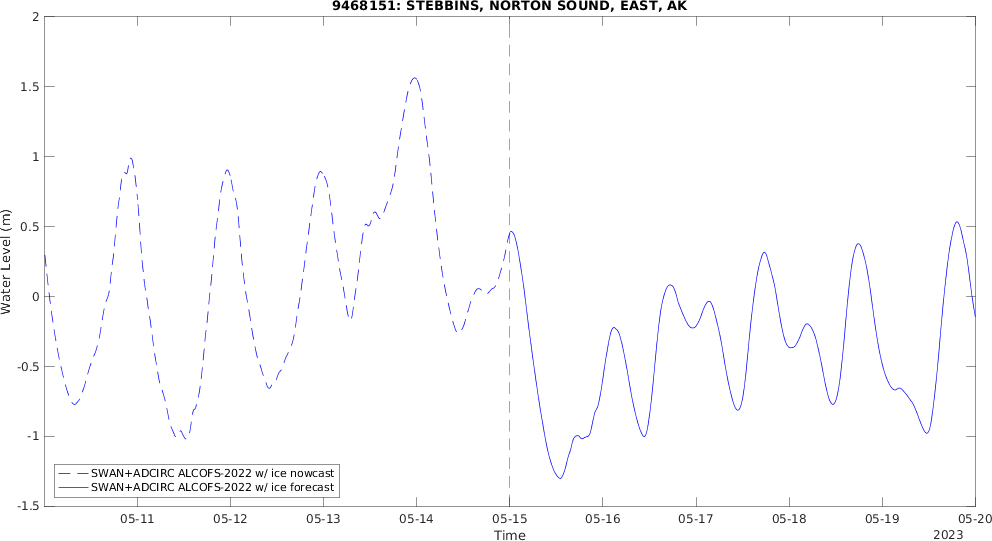 9468151: STEBBINS, NORTON SOUND, EAST, AK
Water Level (m)
2
1.5
1
0.5
0
-0.5
-1
-1.5
SWAN+ADCIRC ALCOFS-2022 w/ ice nowcast
SWAN+ADCIRC ALCOFS-2022 w/ ice forecast
05-11 05-12 05-13 05-14 05-15 05-16 05-17 05-18 05-19 05-20
Time
2023